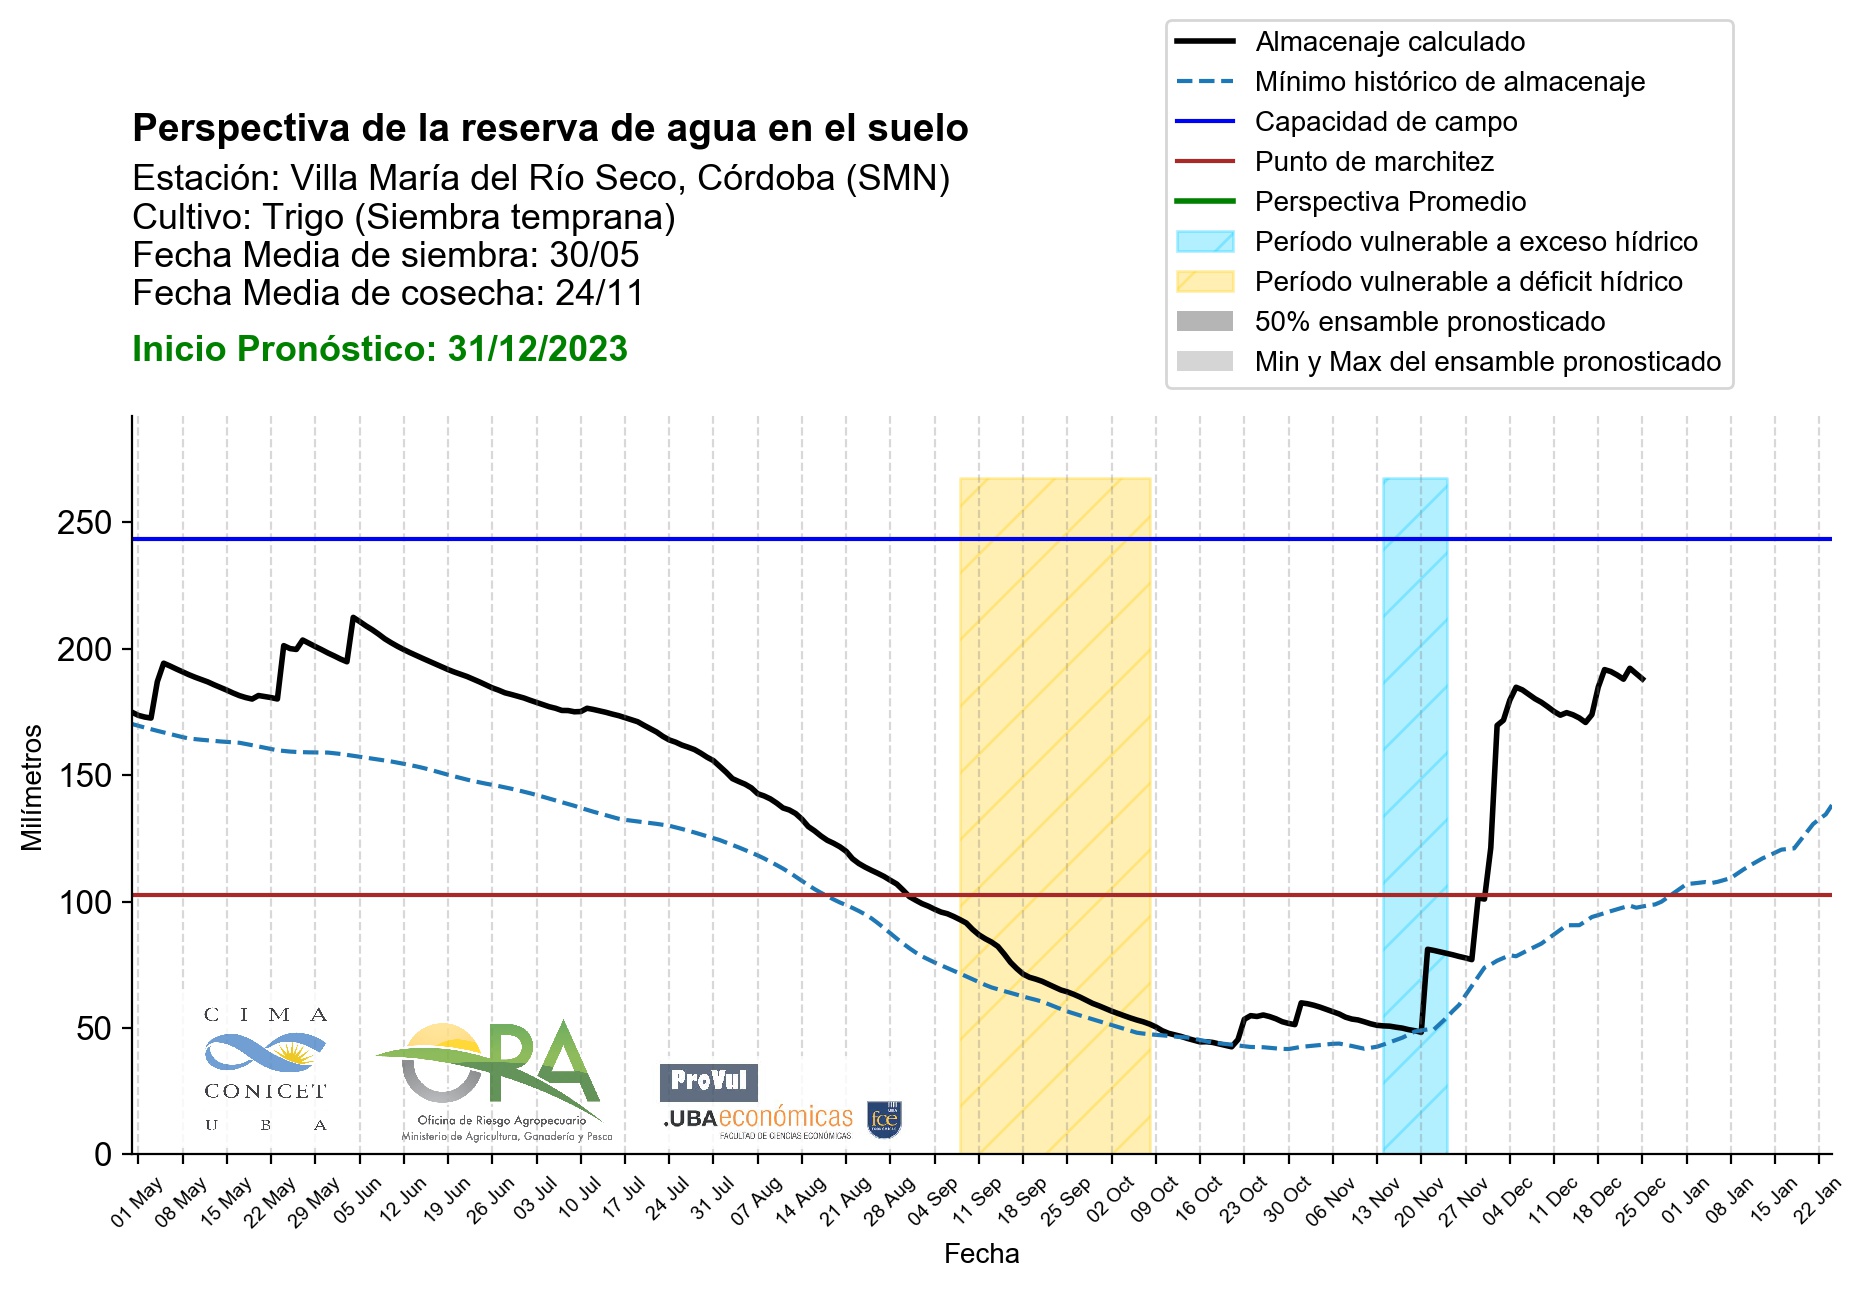 Almacenaje calculado
Mínimo histórico de almacenaje
Capacidad de campo
Punto de marchitez
Perspectiva Promedio
Período vulnerable a exceso hídrico
Período vulnerable a déficit hídrico
50% ensamble pronosticado
Min y Max del ensamble pronosticado
Perspectiva de la reserva de agua en el suelo
Estación: Villa María del Río Seco, Córdoba (SMN)
Cultivo: Trigo (Siembra temprana)
Fecha Media de siembra: 30/05
Fecha Media de cosecha: 24/11
Inicio Pronóstico: 31/12/2023
Milímetros
250
200
150
100
50
0
CIMA
CONICET
UBA
ORA
Oficina de Riesgo Agropecuario
Ministerio de Agricultura, Ganadería y Pesca
ProVul
.UBAeconómicas
FACULTAD DE CIENCIAS ECONÓMICAS
fce
01 May
08 May
15 May
22 May
29 May
05 Jun
12 Jun
19 Jun
26 Jun
03 Jul
10 Jul
17 Jul
24 Jul
31 Jul
07 Aug
14 Aug
21 Aug
28 Aug
04 Sep
11 Sep
18 Sep
25 Sep
02 Oct
09 Oct
16 Oct
23 Oct
30 Oct
06 Nov
13 Nov
20 Nov
27 Nov
04 Dec
11 Dec
18 Dec
25 Dec
01 Jan
08 Jan
15 Jan
22 Jan
Fecha